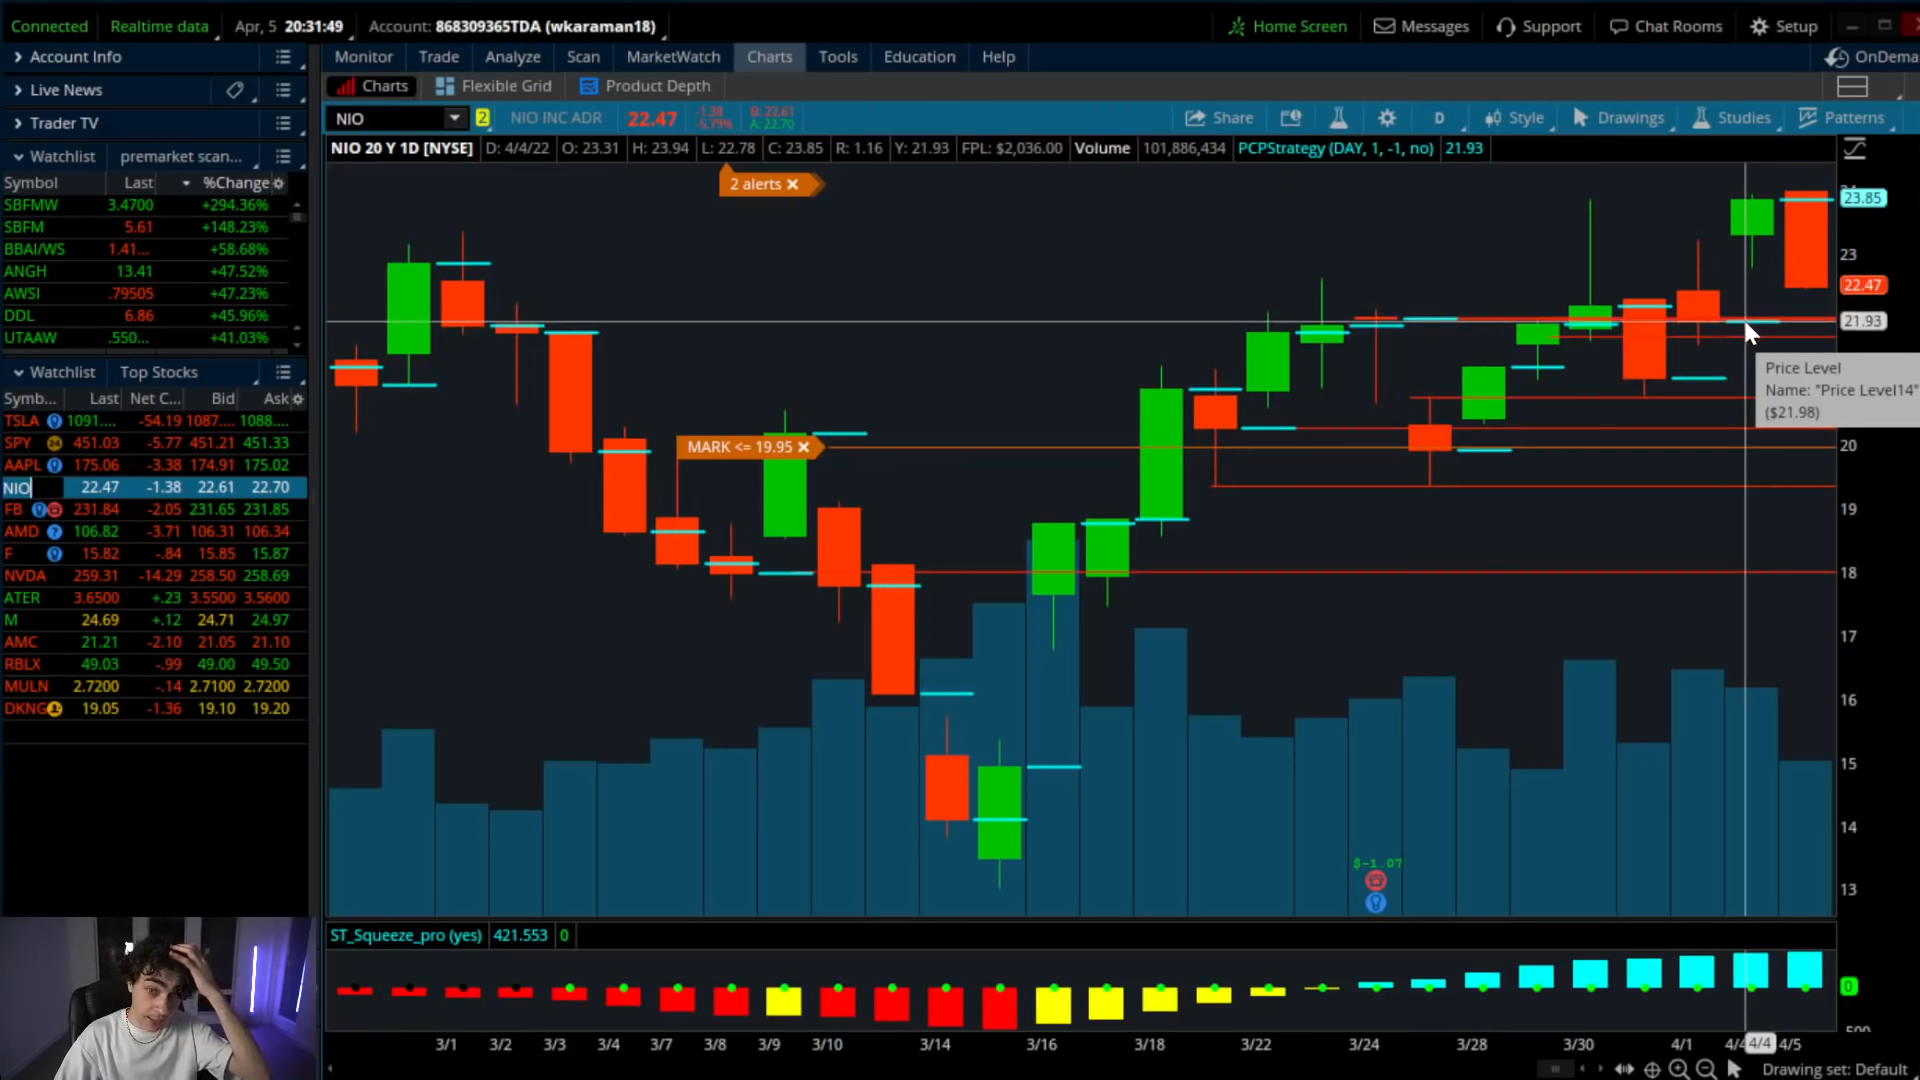 Connected Realtime data Apr, 5 20:31:49 Account: 868309365TDA (wkaraman18) Home Screen Messages Support Chat Rooms Setup
Account Info Monitor Trade Analyze Scan MarketWatch Charts Tools Education Help OnDema
Live News Charts Flexible Grid Product Depth
Trader TV NIO 2 NIO INC ADR 22.47 -1.38 -5.79% B: 22.61 A: 22.70 Share D Style Drawings Studies Patterns
Watchlist premarket scan... NIO 20 Y 1D [NYSE] D: 4/4/22 O: 23.31 H: 23.94 L: 22.78 C: 23.85 R: 1.16 Y: 21.93 FPL: $2,036.00 Volume 101,886,434 PCPStrategy (DAY, 1, -1, no) 21.93
Symbol Last %Change
SBFMW 3.4700 +294.36%
SBFM 5.61 +148.23%
BBAI/WS 1.41... +58.68%
ANGH 13.41 +47.52%
AWSI .79505 +47.23%
DDL 6.86 +45.96%
UTAAW .550... +41.03%
Watchlist Top Stocks
Symb... Last Net C... Bid Ask
TSLA 1091.... -54.19 1087.... 1088....
SPY 451.03 -5.77 451.21 451.33
AAPL 175.06 -3.38 174.91 175.02
NIO 22.47 -1.38 22.61 22.70
FB 231.84 -2.05 231.65 231.85
AMD 106.82 -3.71 106.31 106.34
F 15.82 -.84 15.85 15.87
NVDA 259.31 -14.29 258.50 258.69
ATER 3.6500 +.23 3.5500 3.5600
M 24.69 +.12 24.71 24.97
AMC 21.21 -2.10 21.05 21.10
RBLX 49.03 -.99 49.00 49.50
MULN 2.7200 -.14 2.7100 2.7200
DKNG 19.05 -1.36 19.10 19.20
2 alerts
MARK <= 19.95
23.85
23
22.47
21.93
Price Level
Name: "Price Level14"
($21.98)
20
19
18
17
16
15
14
13
$-1.07
ST_Squeeze_pro (yes) 421.553 0
0
3/1 3/2 3/3 3/4 3/7 3/8 3/9 3/10 3/14 3/16 3/18 3/22 3/24 3/28 3/30 4/1 4/4 4/5
Drawing set: Default